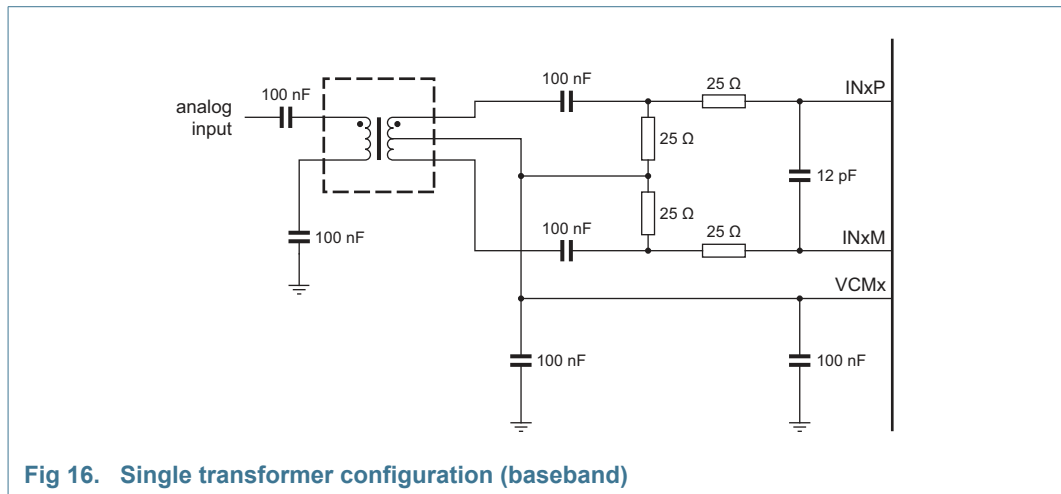 analog
input
100 nF
100 nF
100 nF
25 Ω
INxP
25 Ω
12 pF
25 Ω
100 nF
25 Ω
INxM
VCMx
100 nF
100 nF
Fig 16. Single transformer configuration (baseband)